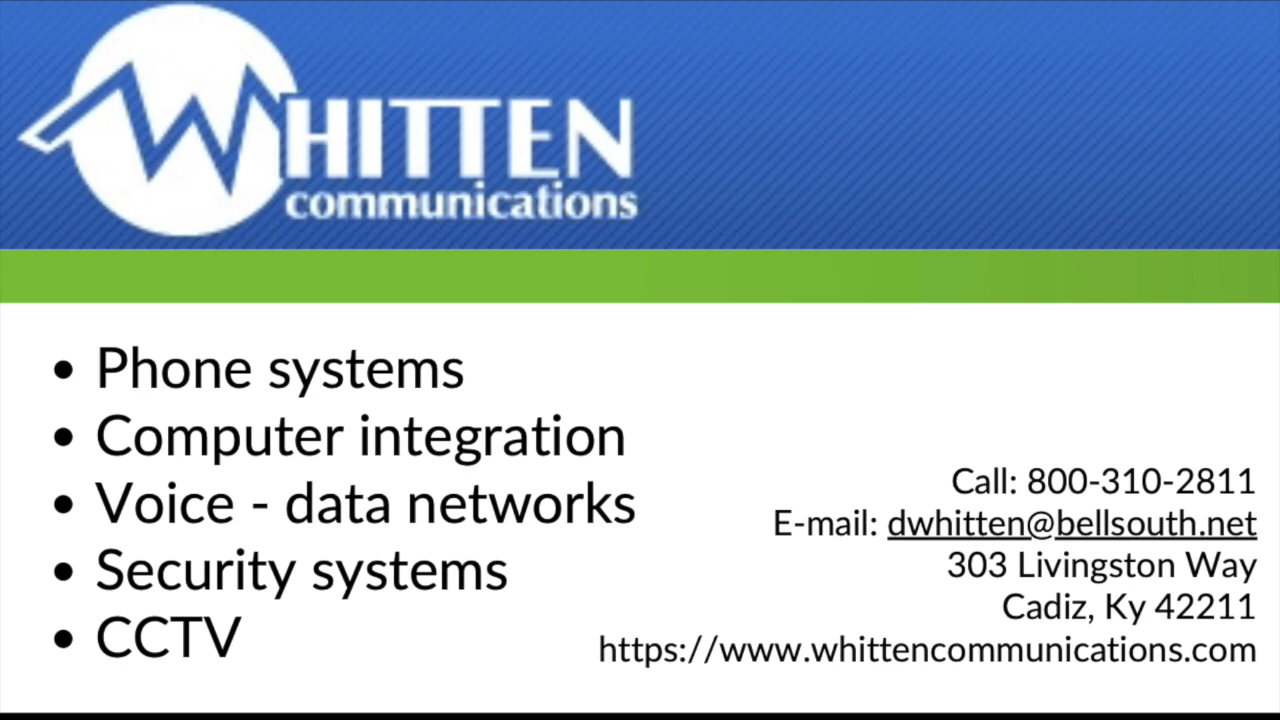 WHITTEN
communications
• Phone systems
• Computer integration
• Voice - data networks
• Security systems
• CCTV
Call: 800-310-2811
E-mail: dwhitten@bellsouth.net
303 Livingston Way
Cadiz, Ky 42211
https://www.whittencommunications.com